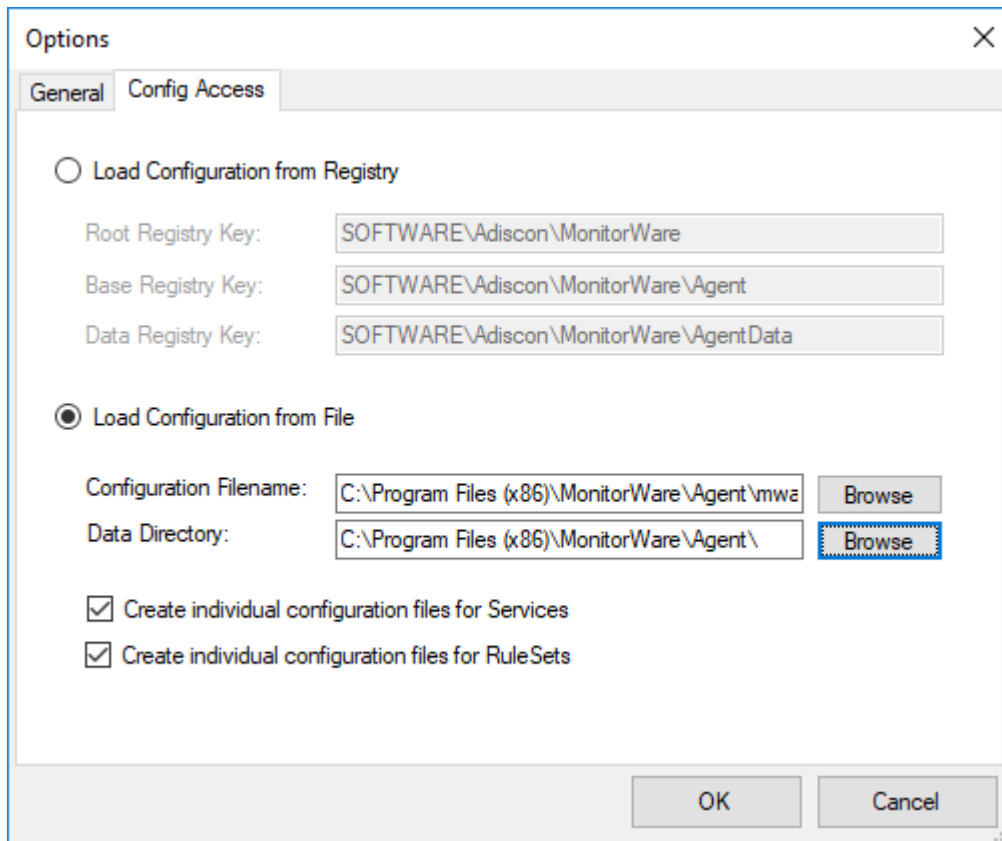 Options
General Config Access
Load Configuration from Registry
Root Registry Key: SOFTWARE\Adiscon\MonitorWare
Base Registry Key: SOFTWARE\Adiscon\MonitorWare\Agent
Data Registry Key: SOFTWARE\Adiscon\MonitorWare\AgentData
Load Configuration from File
Configuration Filename: C:\Program Files (x86)\MonitorWare\Agent\mwa Browse
Data Directory: C:\Program Files (x86)\MonitorWare\Agent\ Browse
Create individual configuration files for Services
Create individual configuration files for RuleSets
OK Cancel